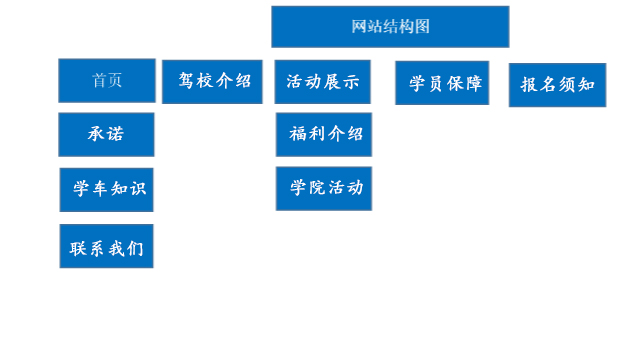 网站结构图
首页
驾校介绍
活动展示
学员保障
报名须知
承诺
福利介绍
学车知识
学院活动
联系我们